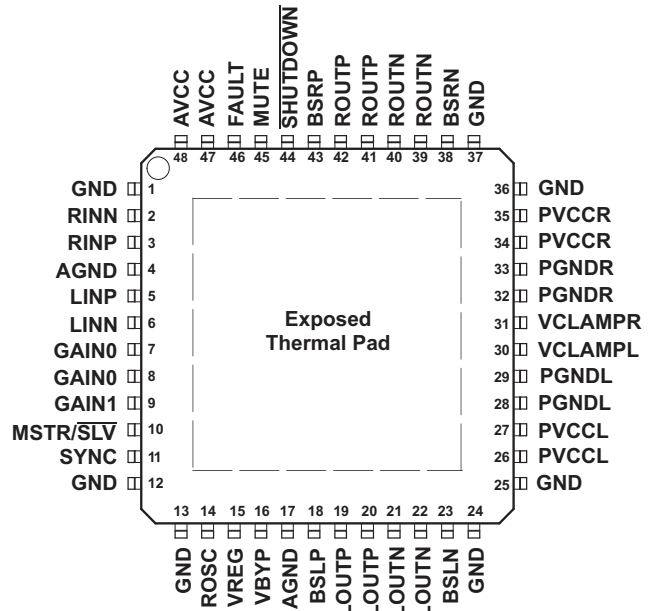 AVCC
AVCC
FAULT
MUTE
SHUTDOWN
BSRP
ROUTP
ROUTP
ROUTN
ROUTN
BSRN
GND
48 47 46 45 44 43 42 41 40 39 38 37
GND 1
RINN 2
RINP 3
AGND 4
LINP 5
LINN 6
GAIN0 7
GAIN0 8
GAIN1 9
MSTR/SLV 10
SYNC 11
GND 12
Exposed
Thermal Pad
36 GND
35 PVCCR
34 PVCCR
33 PGNDR
32 PGNDR
31 VCLAMPR
30 VCLAMPL
29 PGNDL
28 PGNDL
27 PVCCL
26 PVCCL
25 GND
13 14 15 16 17 18 19 20 21 22 23 24
GND
ROSC
VREG
VBYP
AGND
BSLP
LOUTP
LOUTP
LOUTN
LOUTN
BSLN
GND